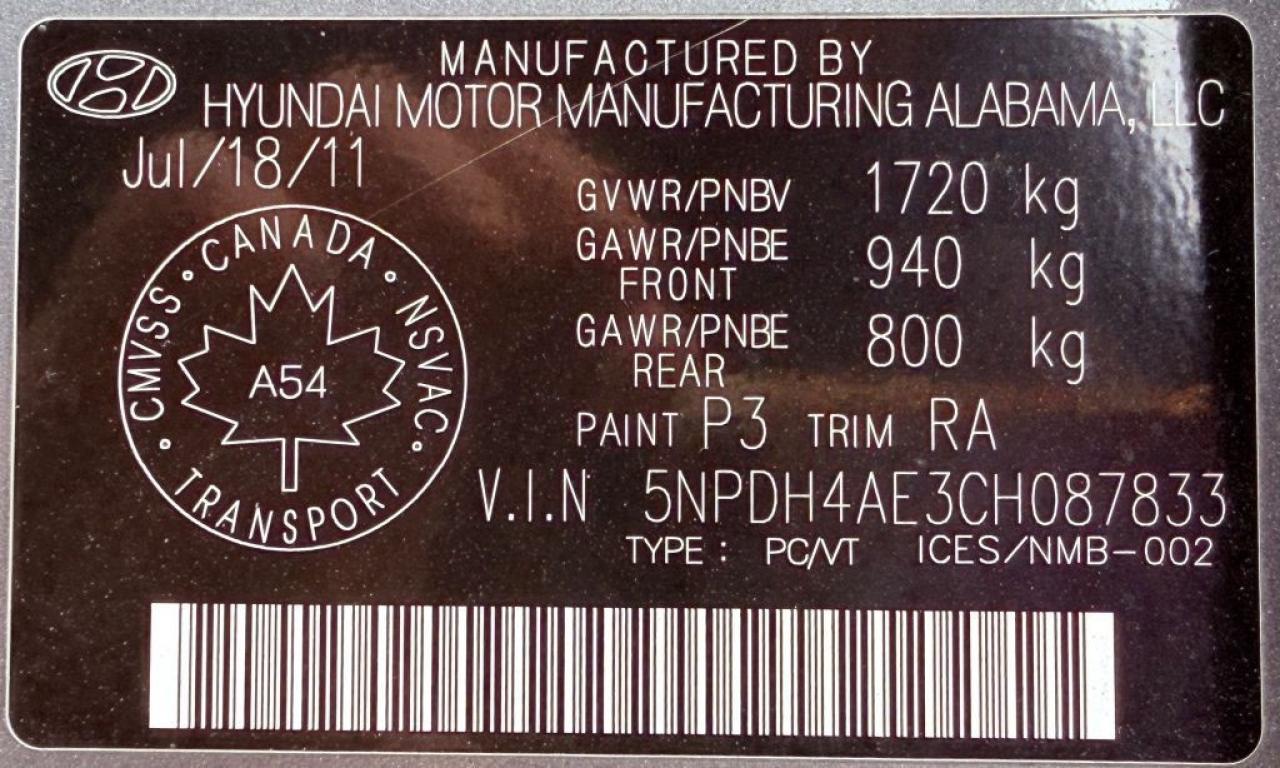 MANUFACTURED BY
HYUNDAI MOTOR MANUFACTURING ALABAMA, LLC
Jul/18/11
GVWR/PNBV 1720 kg
GAWR/PNBE FRONT 940 kg
GAWR/PNBE REAR 800 kg
CANADA • NSVAC • TRANSPORT • CMVSS •
A54
PAINT P3 TRIM RA
V.I.N 5NPDH4AE3CH087833
TYPE : PC/VT ICES/NMB-002